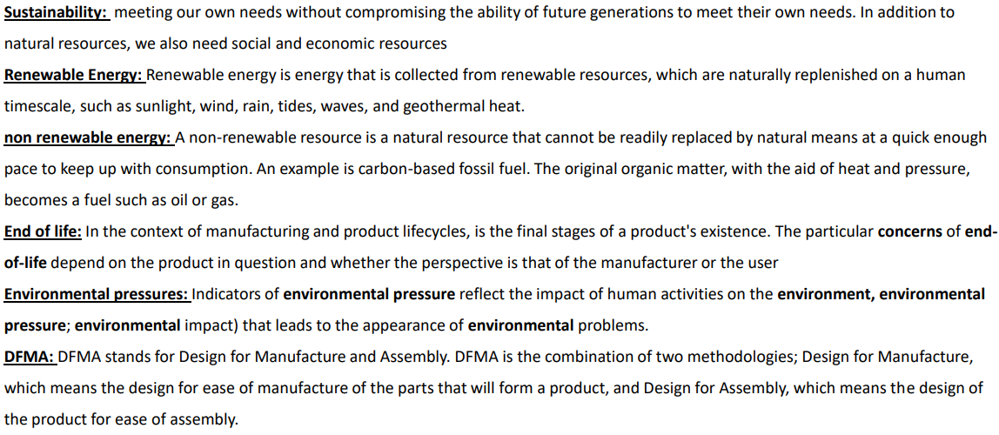 Sustainability: meeting our own needs without compromising the ability of future generations to meet their own needs. In addition to
natural resources, we also need social and economic resources
Renewable Energy: Renewable energy is energy that is collected from renewable resources, which are naturally replenished on a human
timescale, such as sunlight, wind, rain, tides, waves, and geothermal heat.
non renewable energy: A non-renewable resource is a natural resource that cannot be readily replaced by natural means at a quick enough
pace to keep up with consumption. An example is carbon-based fossil fuel. The original organic matter, with the aid of heat and pressure,
becomes a fuel such as oil or gas.
End of life: In the context of manufacturing and product lifecycles, is the final stages of a product's existence. The particular concerns of end-
of-life depend on the product in question and whether the perspective is that of the manufacturer or the user
Environmental pressures: Indicators of environmental pressure reflect the impact of human activities on the environment, environmental
pressure; environmental impact) that leads to the appearance of environmental problems.
DFMA: DFMA stands for Design for Manufacture and Assembly. DFMA is the combination of two methodologies; Design for Manufacture,
which means the design for ease of manufacture of the parts that will form a product, and Design for Assembly, which means the design of
the product for ease of assembly.